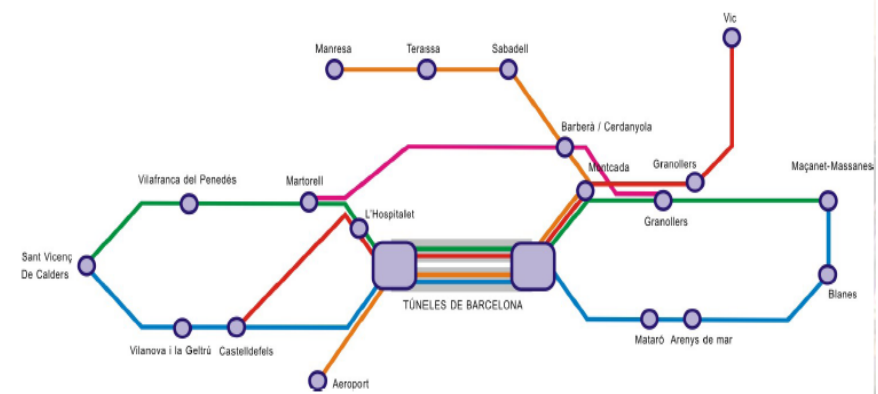 Vic
Manresa
Terassa
Sabadell
Barberà / Cerdanyola
Montcada
Granollers
Maçanet-Massanes
Vilafranca del Penedès
Martorell
L'Hospitalet
Granollers
Sant Vicenç
De Calders
TÚNELES DE BARCELONA
Blanes
Vilanova i la Geltrú
Castelldefels
Mataró
Arenys de mar
Aeroport